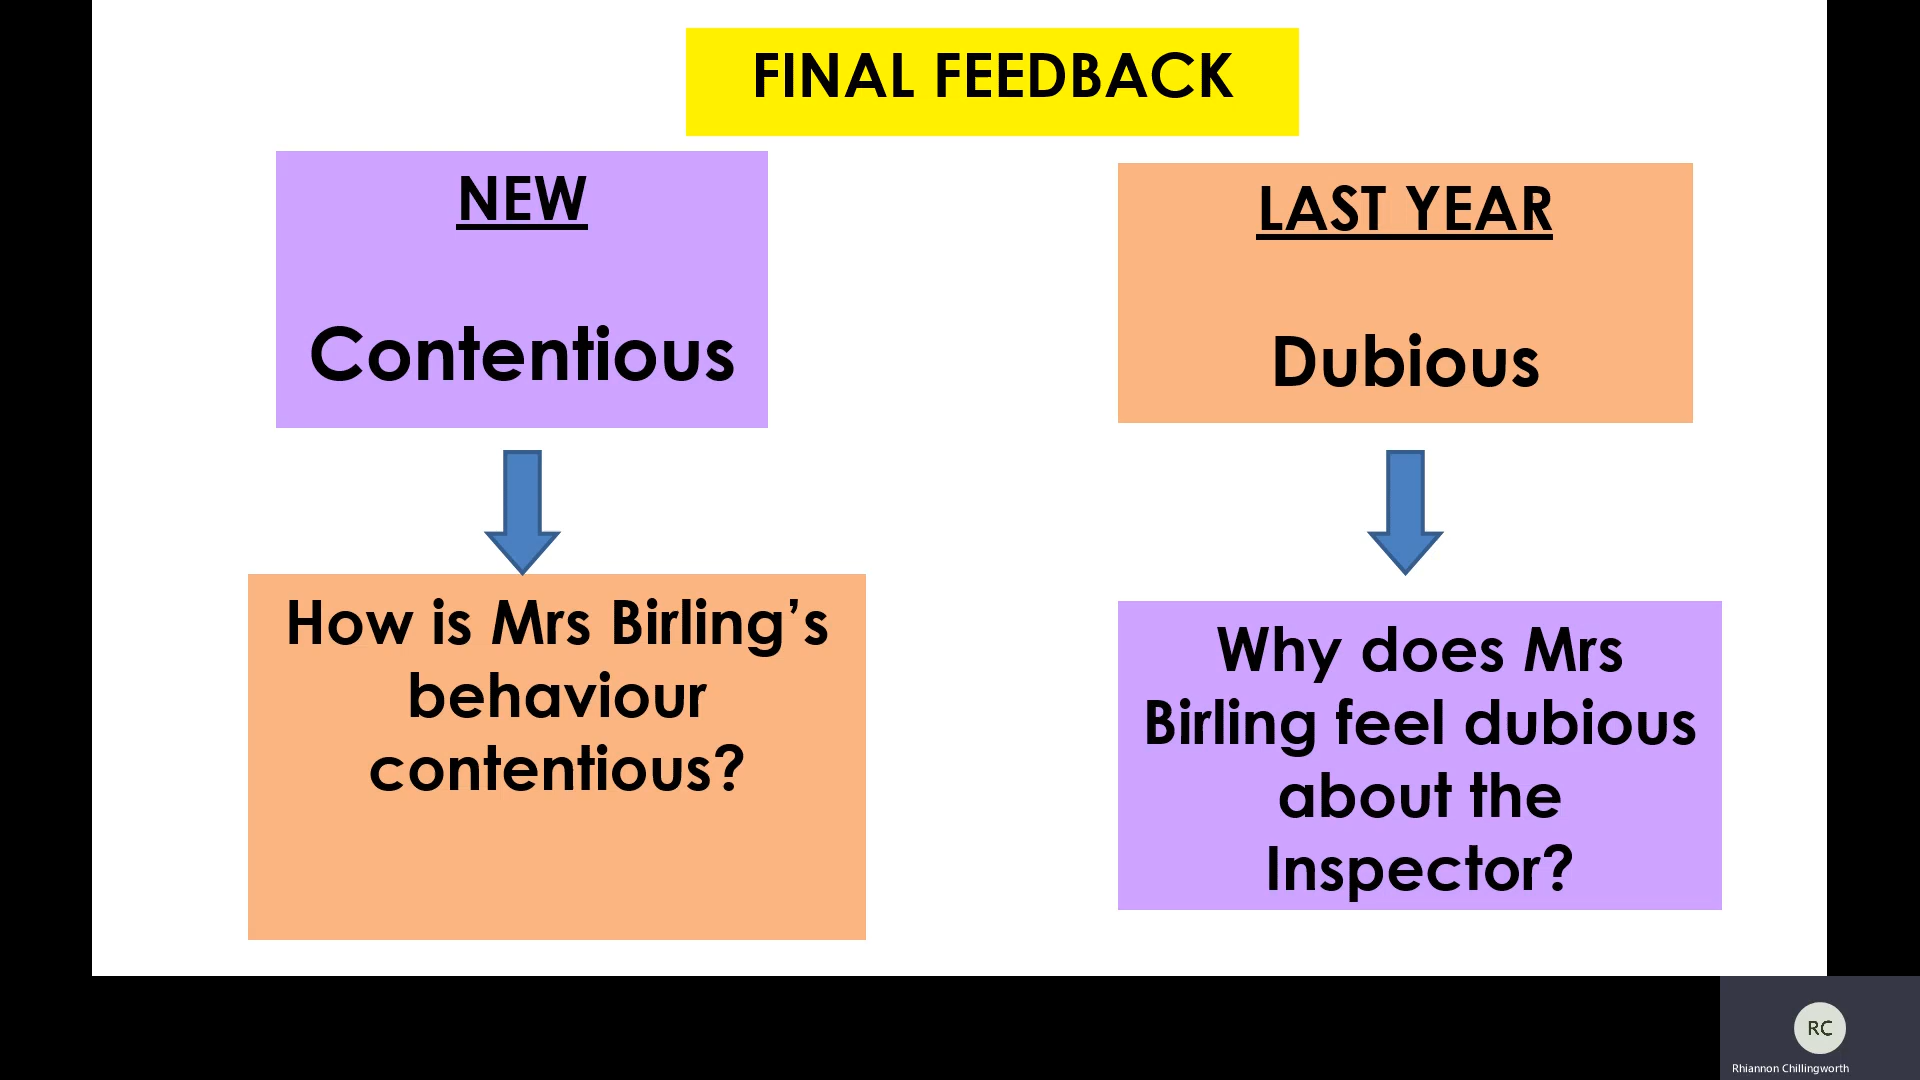 FINAL FEEDBACK
NEW
Contentious
LAST YEAR
Dubious
How is Mrs Birling’s
behaviour
contentious?
Why does Mrs
Birling feel dubious
about the
Inspector?
RC
Rhiannon Chillingworth